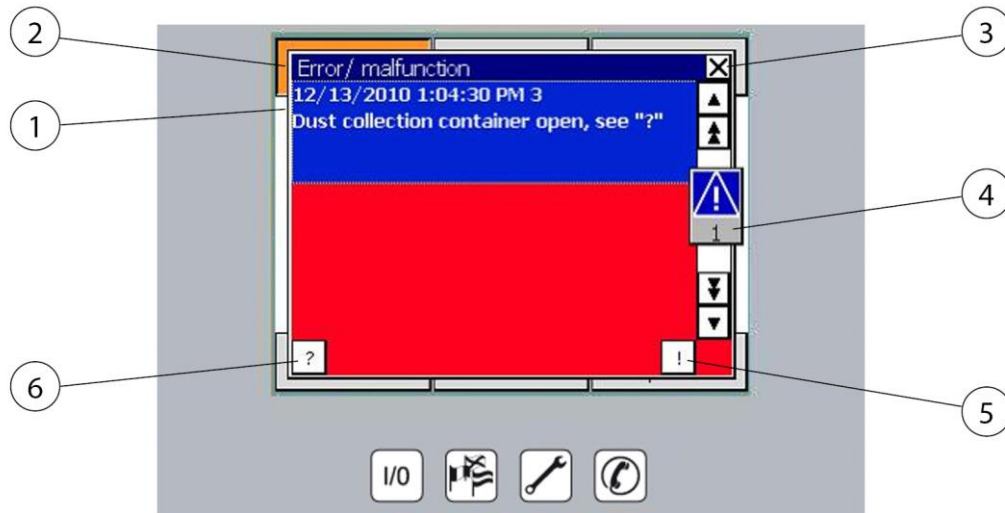 2
3
Error/ malfunction
X
12/13/2010 1:04:30 PM 3
Dust collection container open, see "?"
1
4
!
1
?
!
6
5
I/0